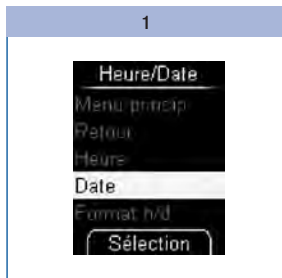 1
Heure/Date
Menu princip
Retour
Heure
Date
Format h/d
Sélection